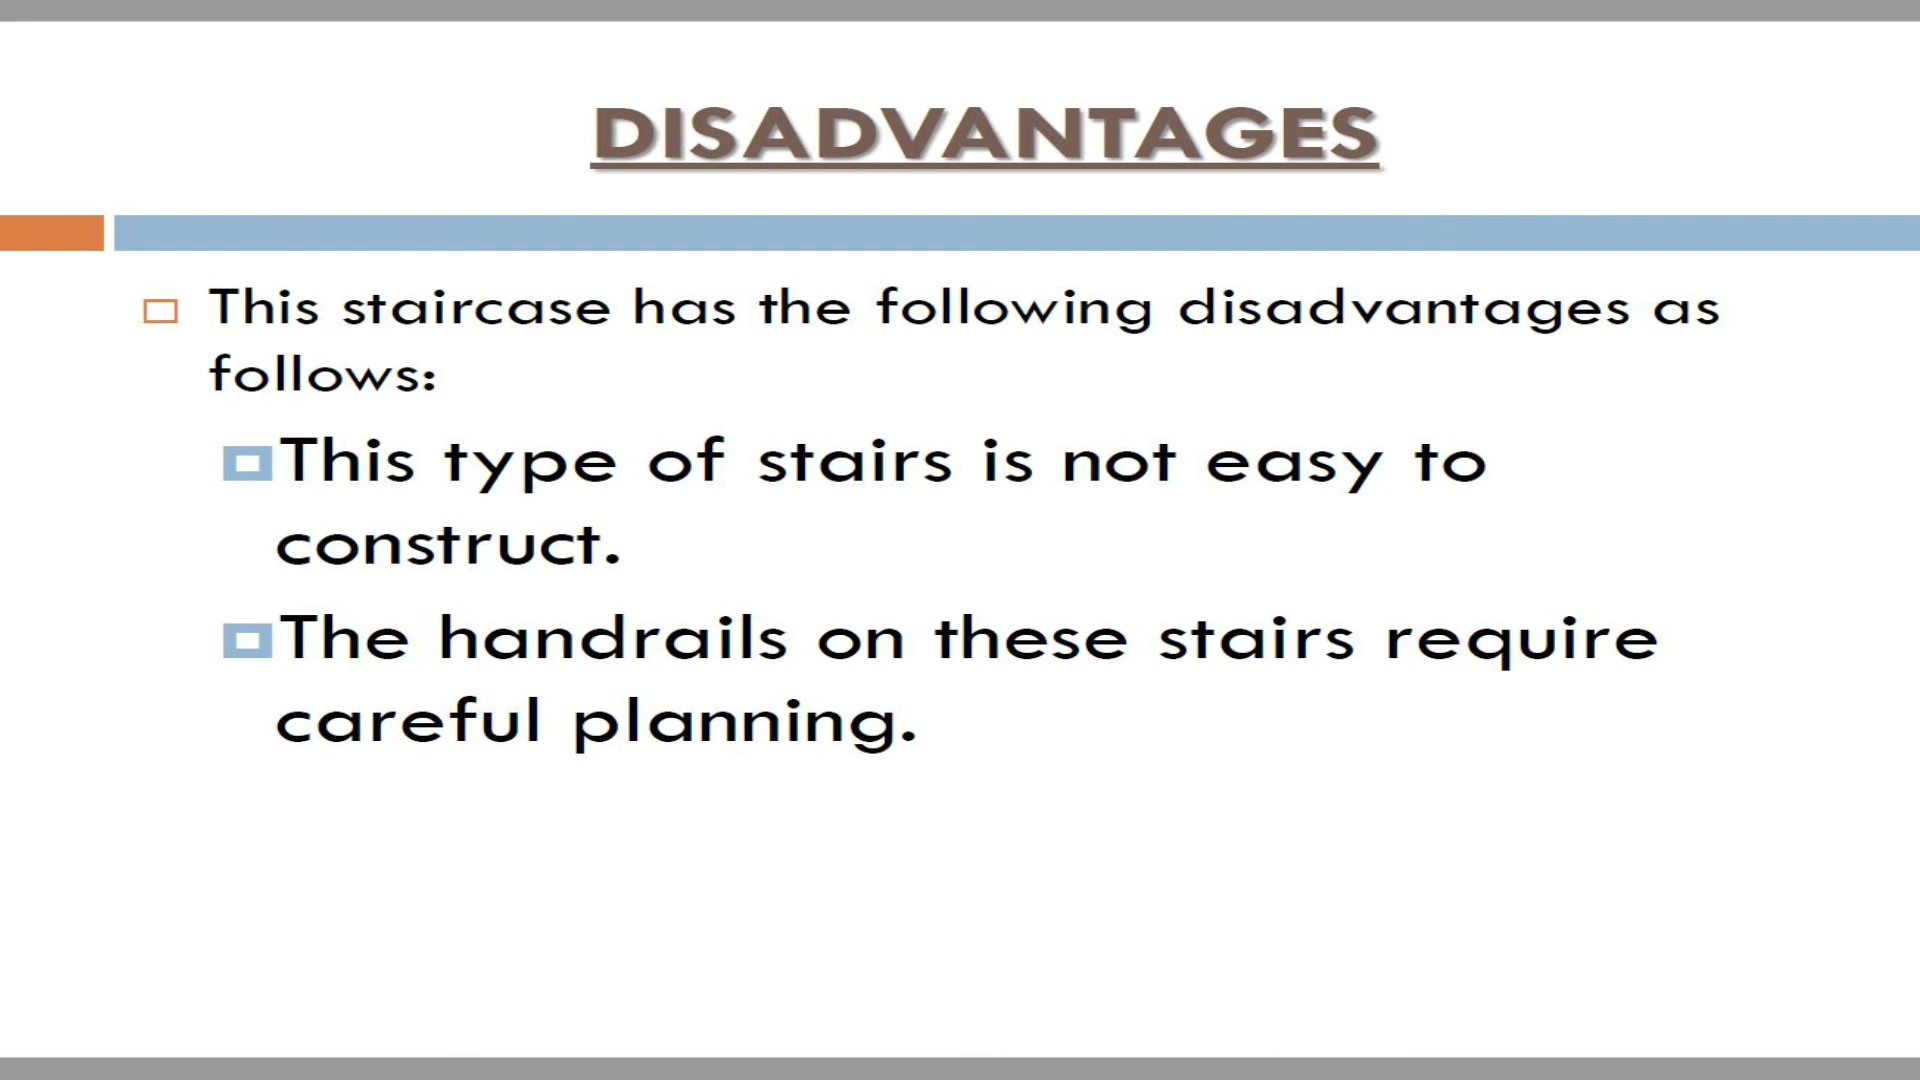 DISADVANTAGES
This staircase has the following disadvantages as
follows:
This type of stairs is not easy to
construct.
The handrails on these stairs require
careful planning.